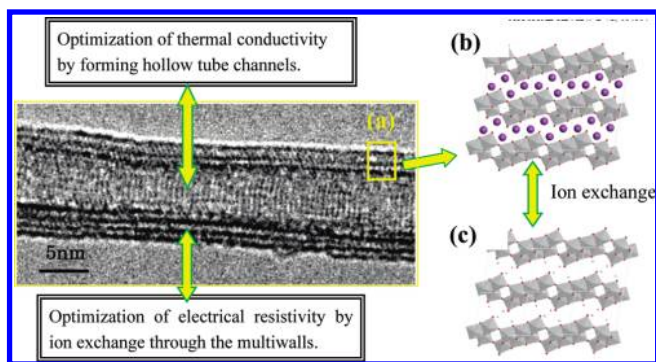 Optimization of thermal conductivity
by forming hollow tube channels.
(a)
5nm
Optimization of electrical resistivity by
ion exchange through the multiwalls.
(b)
Ion exchange
(c)